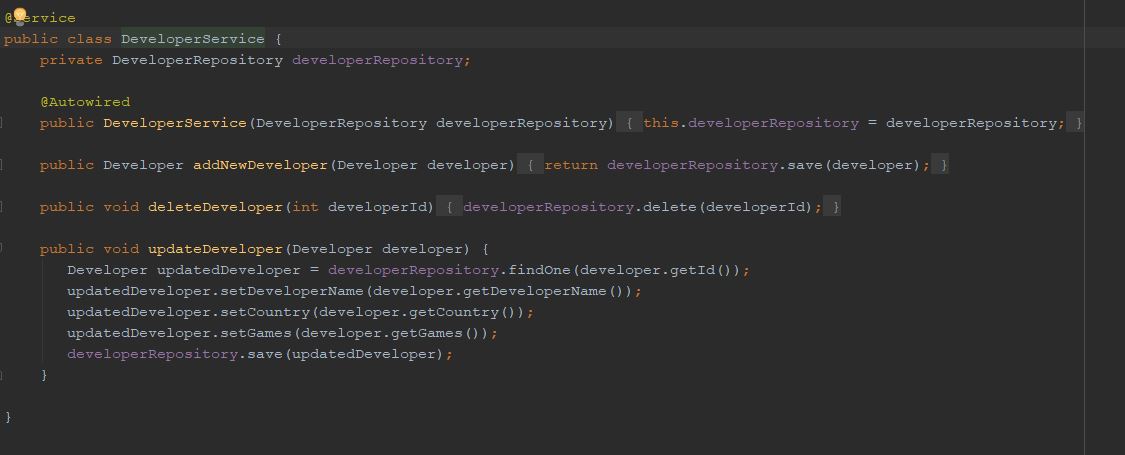 @Service
public class DeveloperService {
private DeveloperRepository developerRepository;
@Autowired
public DeveloperService(DeveloperRepository developerRepository) { this.developerRepository = developerRepository; }
public Developer addNewDeveloper(Developer developer) { return developerRepository.save(developer); }
public void deleteDeveloper(int developerId) { developerRepository.delete(developerId); }
public void updateDeveloper(Developer developer) {
Developer updatedDeveloper = developerRepository.findOne(developer.getId());
updatedDeveloper.setDeveloperName(developer.getDeveloperName());
updatedDeveloper.setCountry(developer.getCountry());
updatedDeveloper.setGames(developer.getGames());
developerRepository.save(updatedDeveloper);
}
}